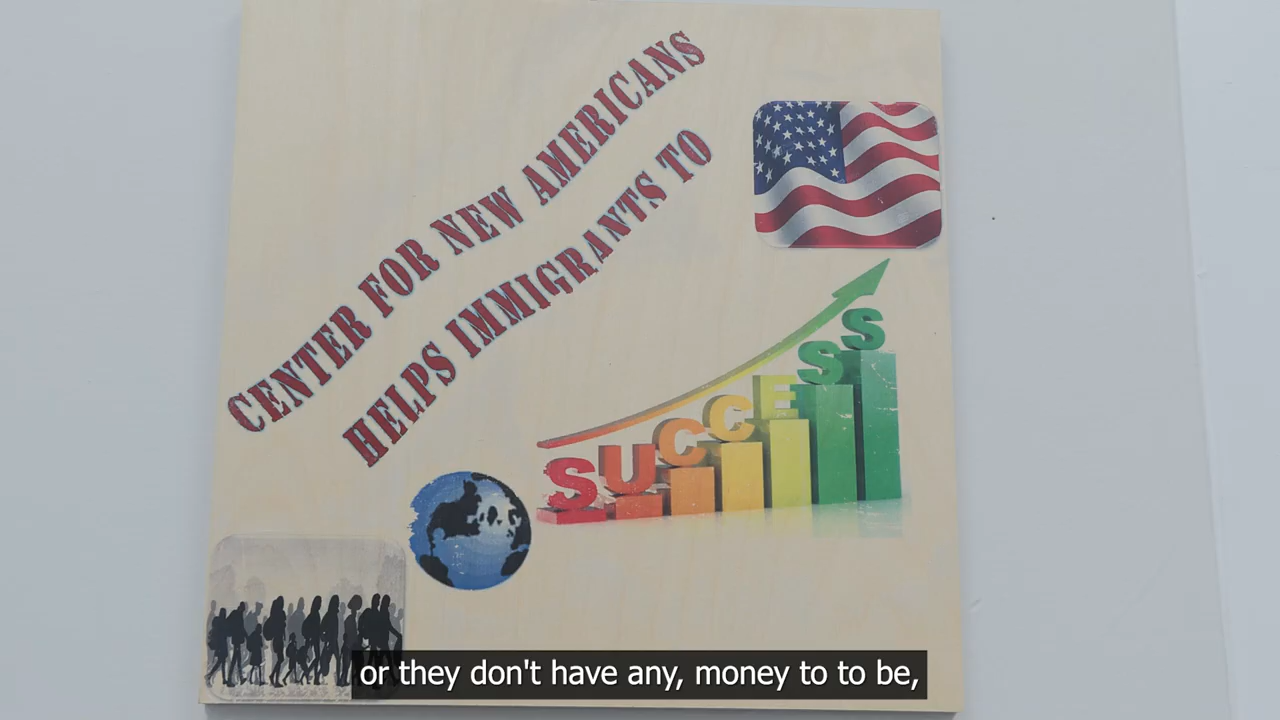 CENTER FOR NEW AMERICANS
HELPS IMMIGRANTS TO
SUCCESS
or they don't have any, money to to be,